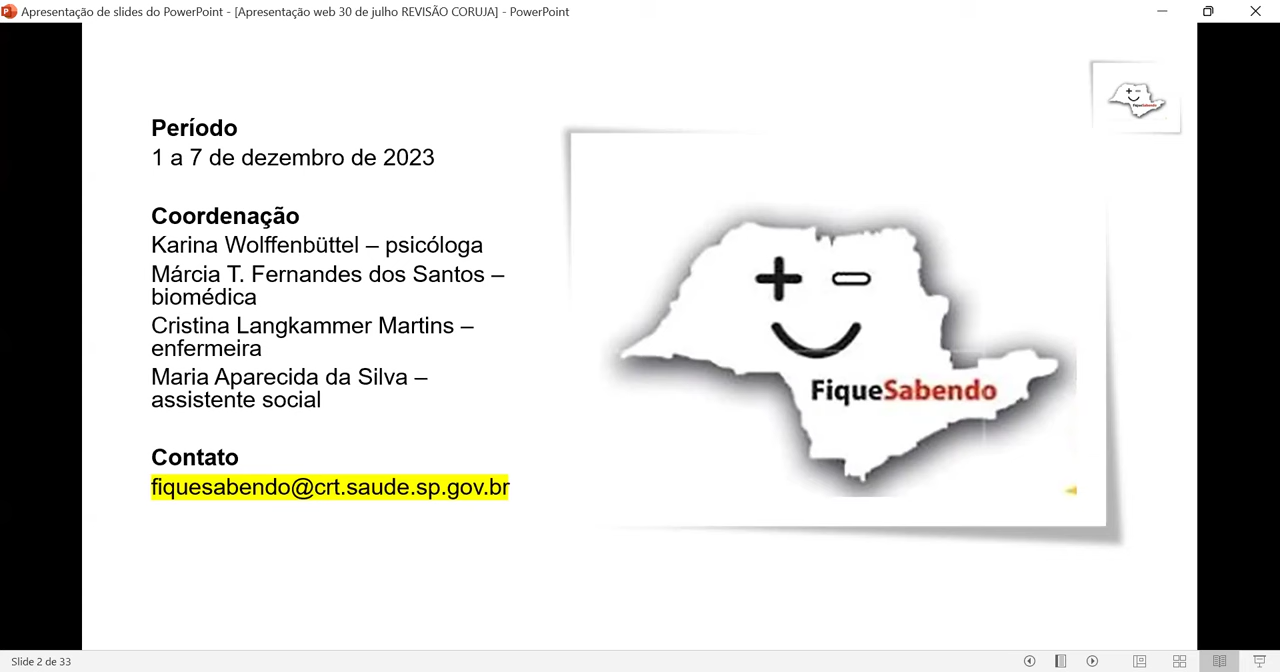 Apresentação de slides do PowerPoint - [Apresentação web 30 de julho REVISÃO CORUJA] - PowerPoint
Período
1 a 7 de dezembro de 2023
Coordenação
Karina Wolffenbüttel – psicóloga
Márcia T. Fernandes dos Santos –
biomédica
Cristina Langkammer Martins –
enfermeira
Maria Aparecida da Silva –
assistente social
Contato
fiquesabendo@crt.saude.sp.gov.br
+ -
FiqueSabendo
+ -
FiqueSabendo
Slide 2 de 33